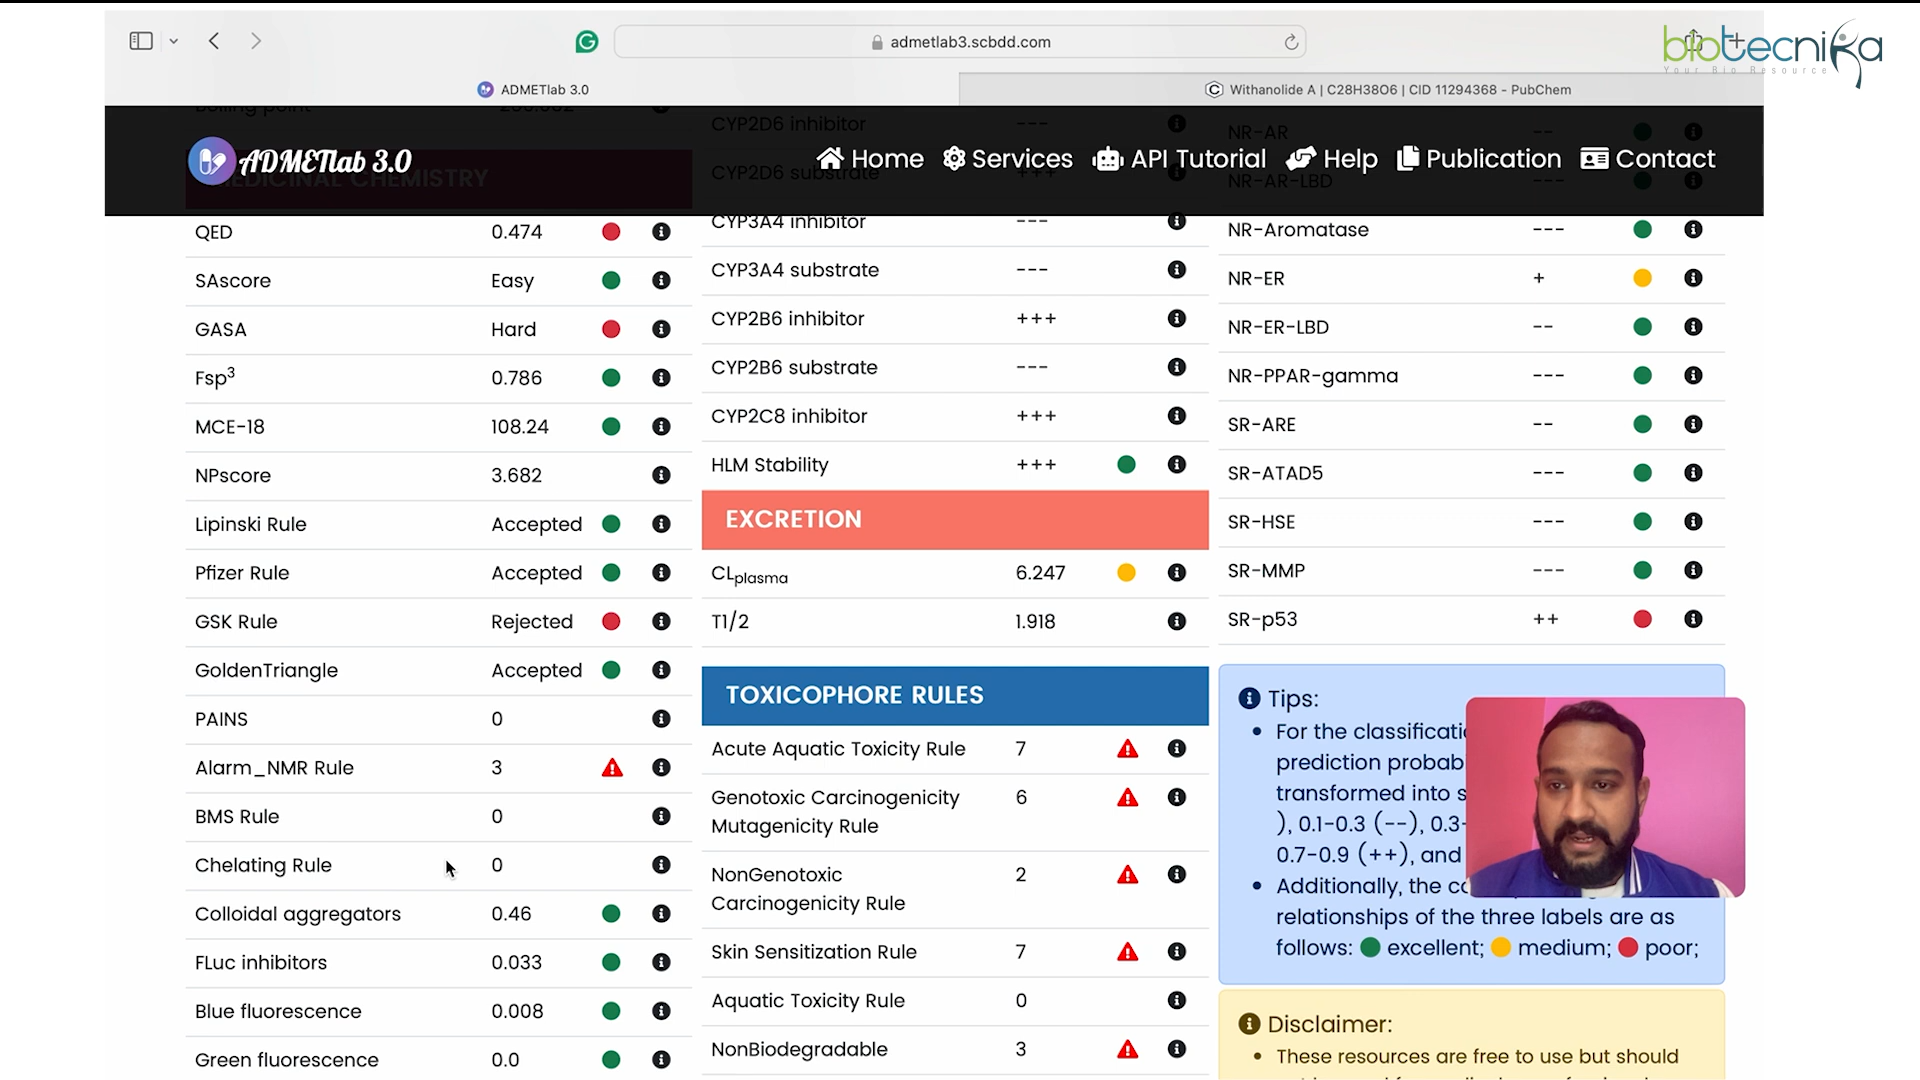 admetlab3.scbdd.com
biotecnika
Your Bio Resource
ADMETlab 3.0
Withanolide A | C28H38O6 | CID 11294368 - PubChem
ADMETlab 3.0
Home
Services
API Tutorial
Help
Publication
Contact
MEDICINAL CHEMISTRY
QED 0.474
SAscore Easy
GASA Hard
Fsp3 0.786
MCE-18 108.24
NPscore 3.682
Lipinski Rule Accepted
Pfizer Rule Accepted
GSK Rule Rejected
GoldenTriangle Accepted
PAINS 0
Alarm_NMR Rule 3
BMS Rule 0
Chelating Rule 0
Colloidal aggregators 0.46
FLuc inhibitors 0.033
Blue fluorescence 0.008
Green fluorescence 0.0
CYP2D6 inhibitor ---
CYP2D6 substrate +++
CYP3A4 inhibitor ---
CYP3A4 substrate ---
CYP2B6 inhibitor +++
CYP2B6 substrate ---
CYP2C8 inhibitor +++
HLM Stability +++
EXCRETION
CLplasma 6.247
T1/2 1.918
TOXICOPHORE RULES
Acute Aquatic Toxicity Rule 7
Genotoxic Carcinogenicity 6
Mutagenicity Rule
NonGenotoxic 2
Carcinogenicity Rule
Skin Sensitization Rule 7
Aquatic Toxicity Rule 0
NonBiodegradable 3
NR-AR --
NR-AR-LBD ---
NR-Aromatase ---
NR-ER +
NR-ER-LBD --
NR-PPAR-gamma ---
SR-ARE --
SR-ATAD5 ---
SR-HSE ---
SR-MMP ---
SR-p53 ++
Tips:
For the
prediction
transformed into
), 0.1-0.3 (--), 0.3-
0.7-0.9 (++), and
Additionally, the
relationships of the three labels are as
follows: excellent; medium; poor;
Disclaimer:
These resources are free to use but should